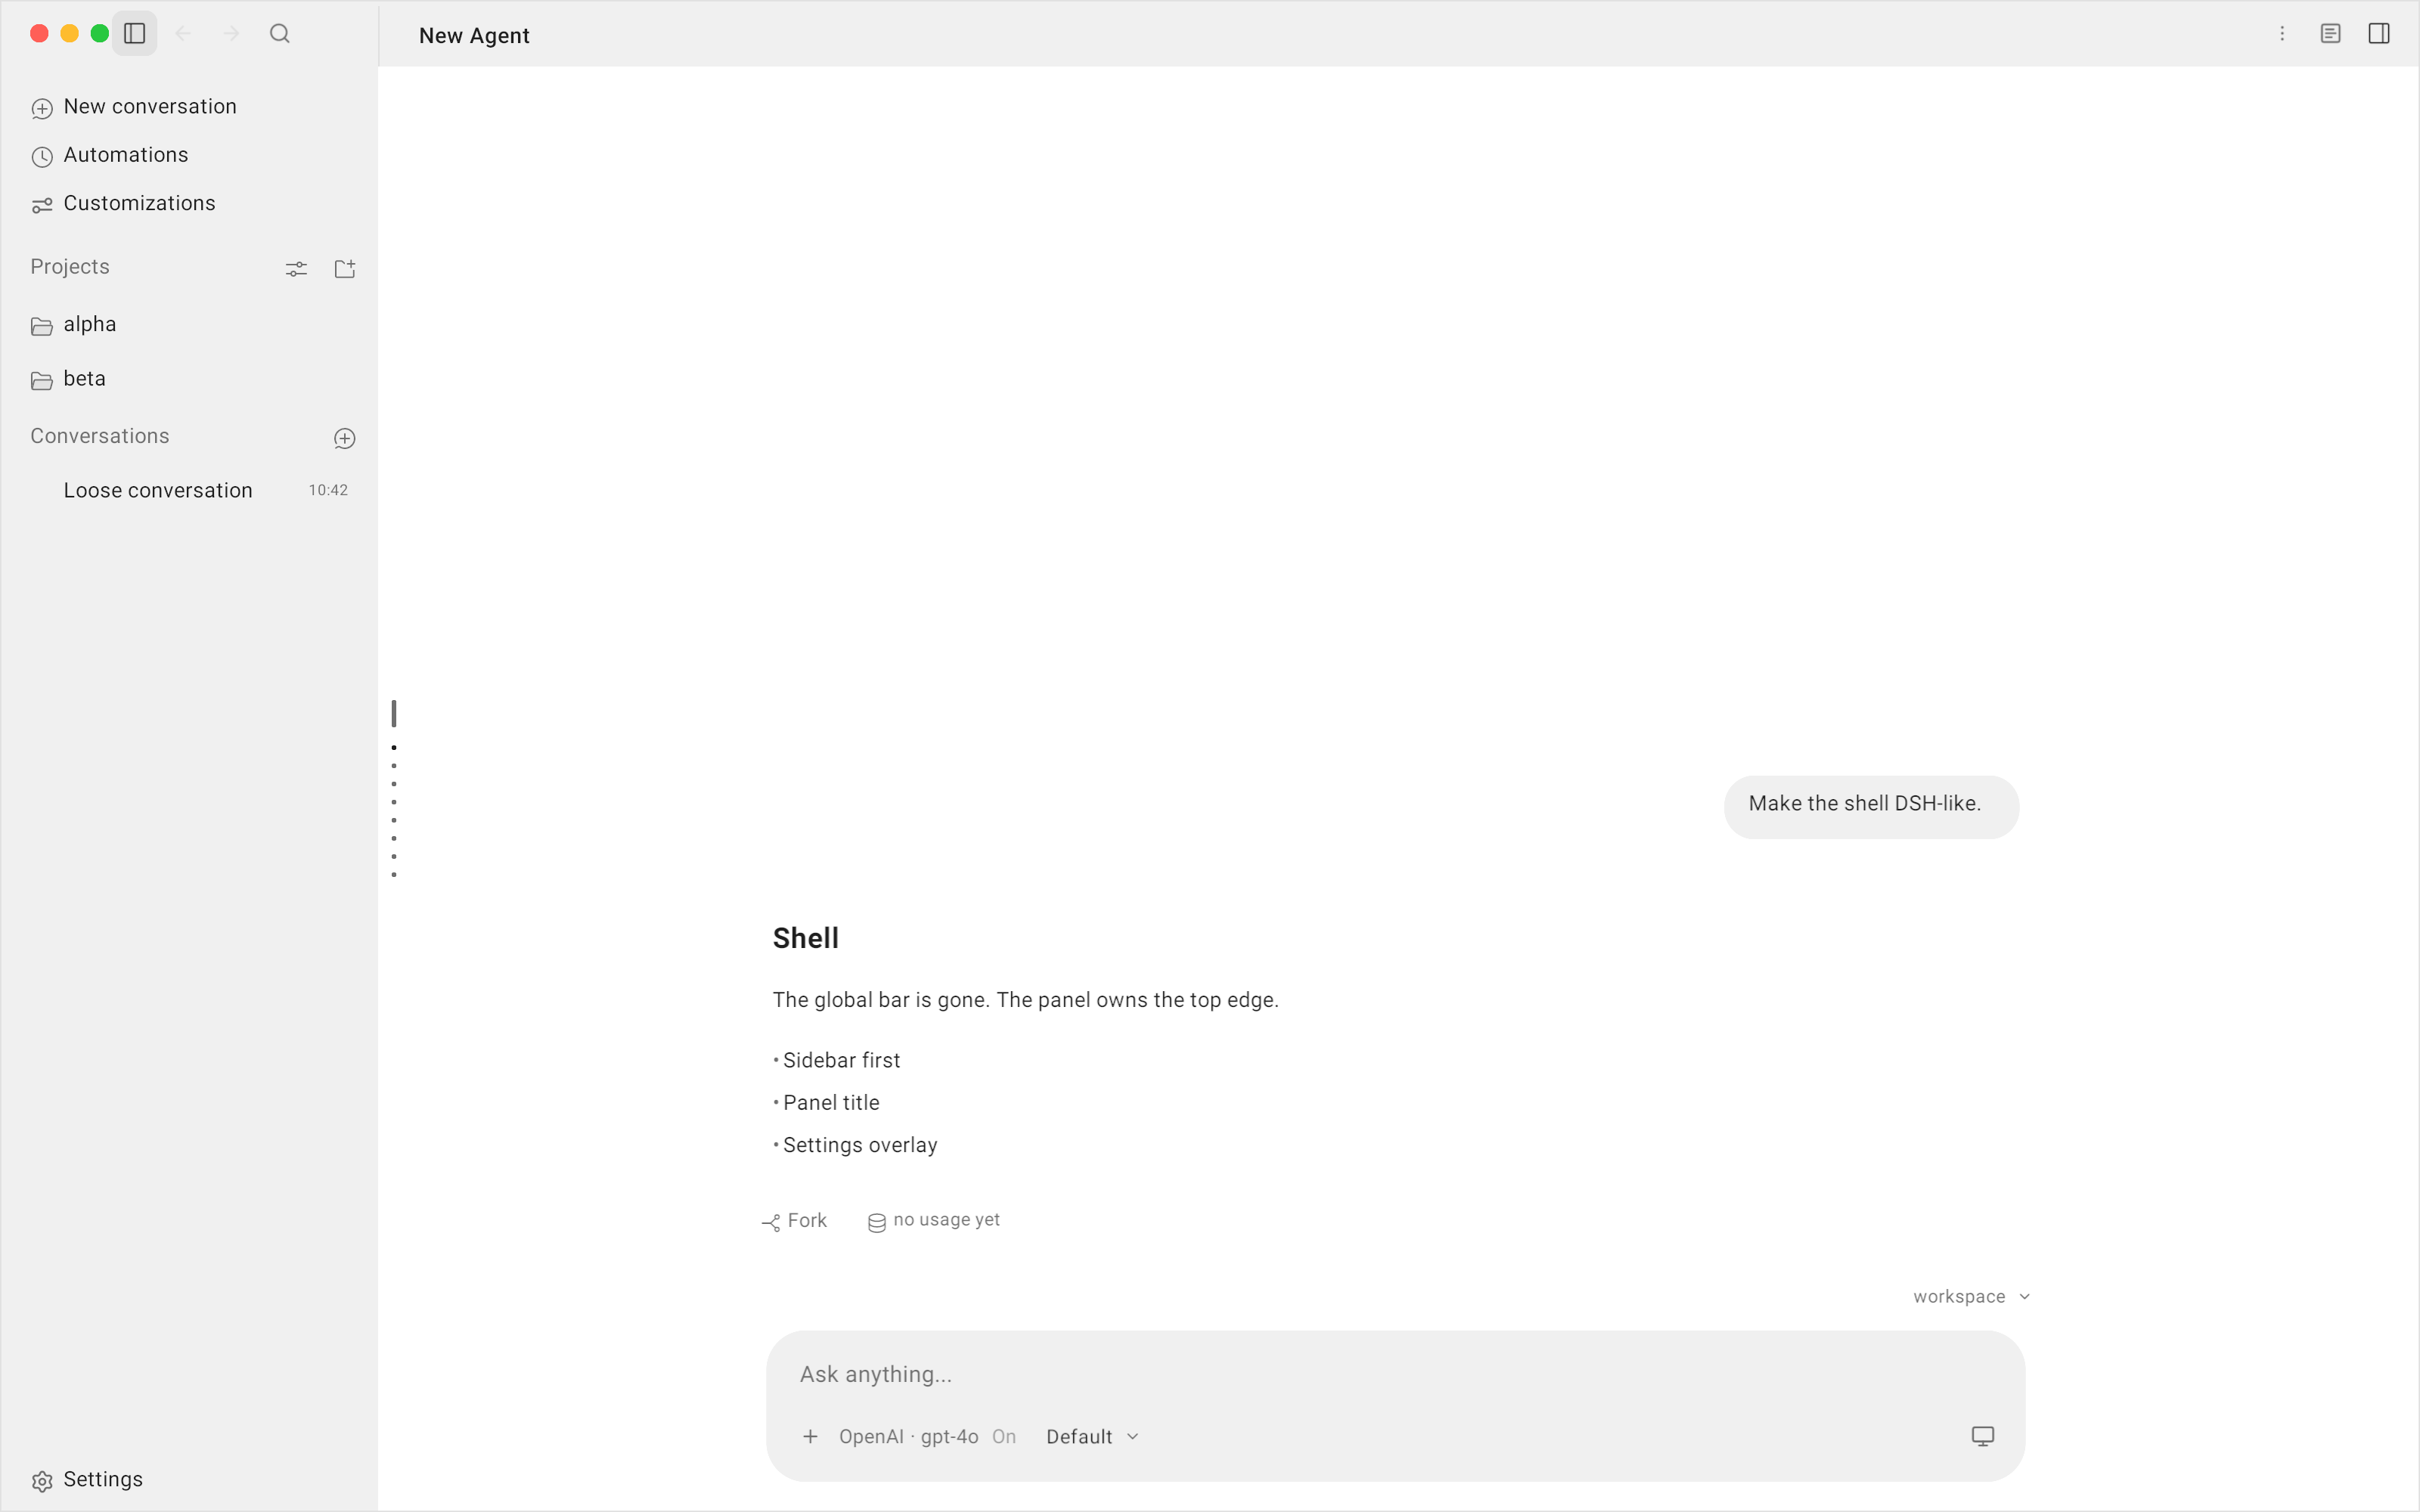 New Agent
New conversation
Automations
Customizations
Projects
alpha
beta
Conversations
Loose conversation 10:42
Make the shell DSH-like.
Shell
The global bar is gone. The panel owns the top edge.
• Sidebar first
• Panel title
• Settings overlay
Fork no usage yet
workspace
Ask anything...
OpenAI · gpt-4o On Default
Settings